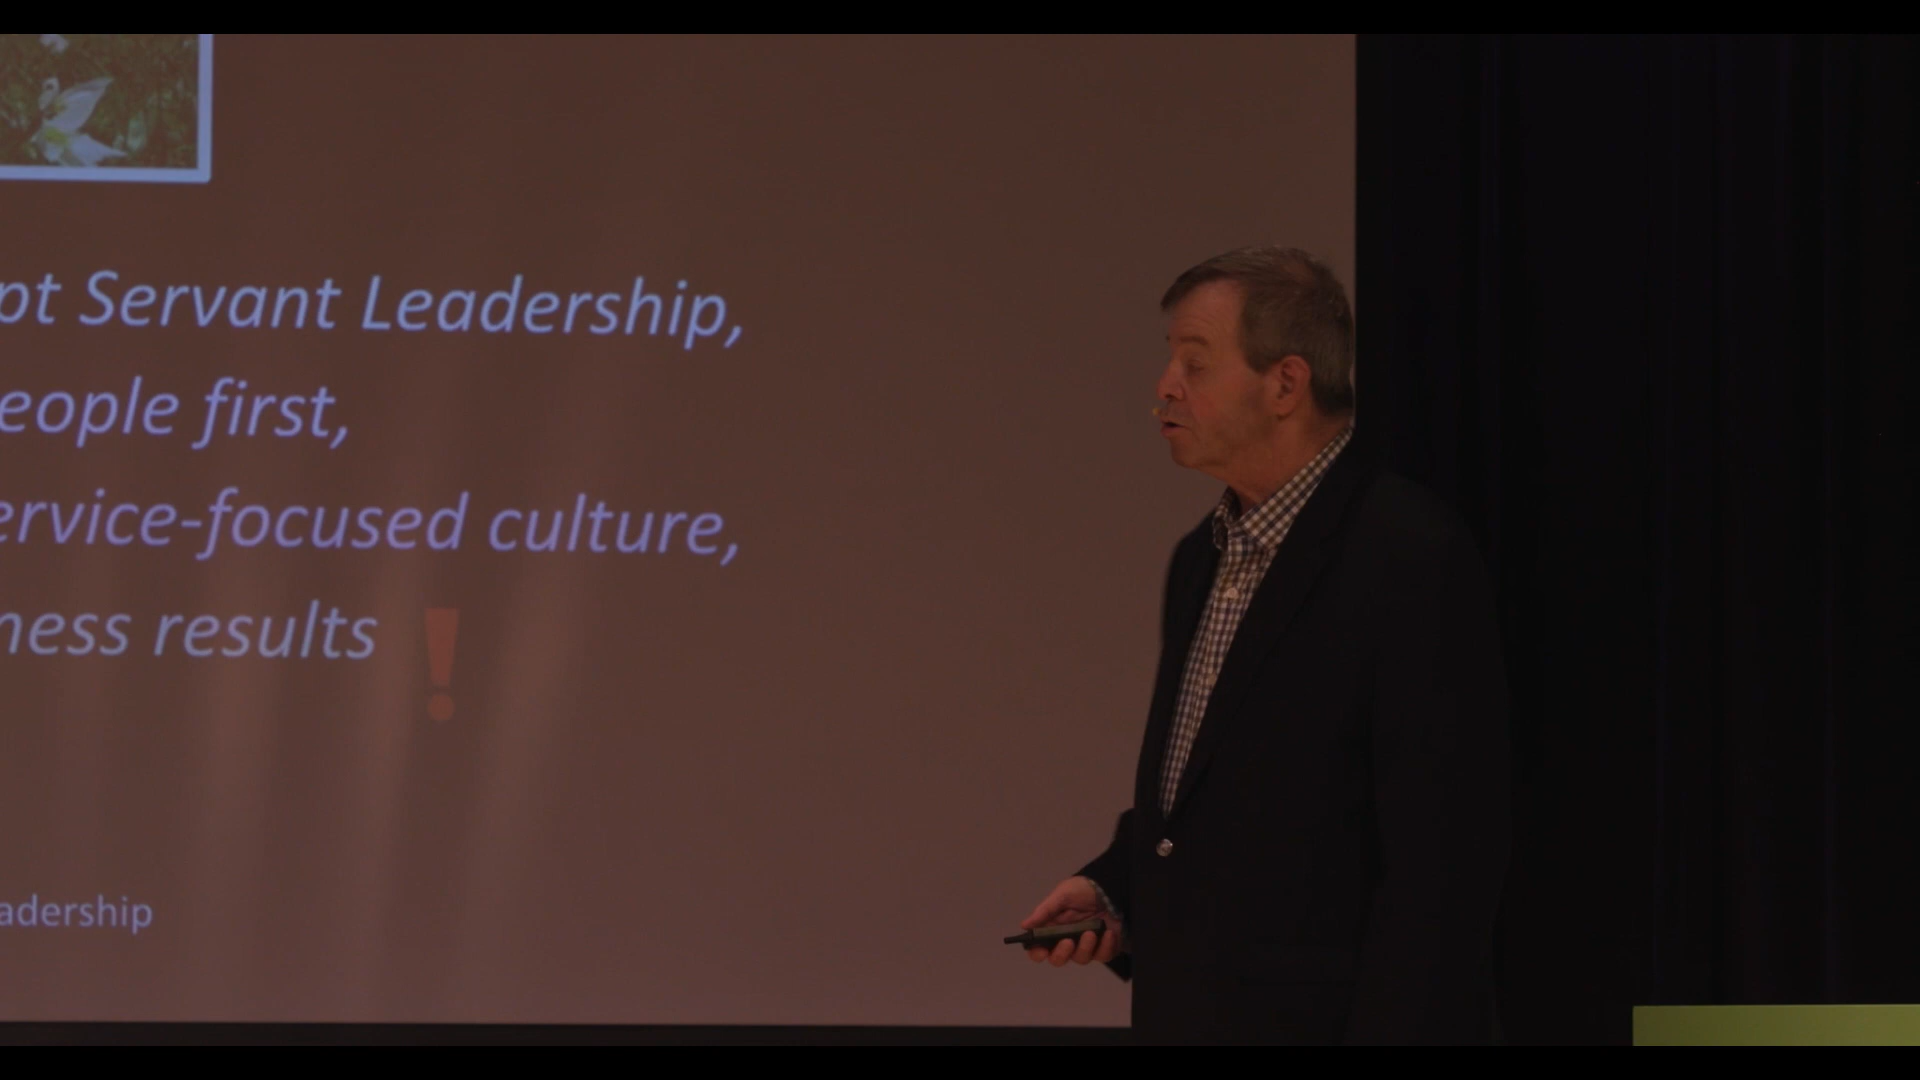 pt Servant Leadership,
eople first,
ervice-focused culture,
ness results !
adership